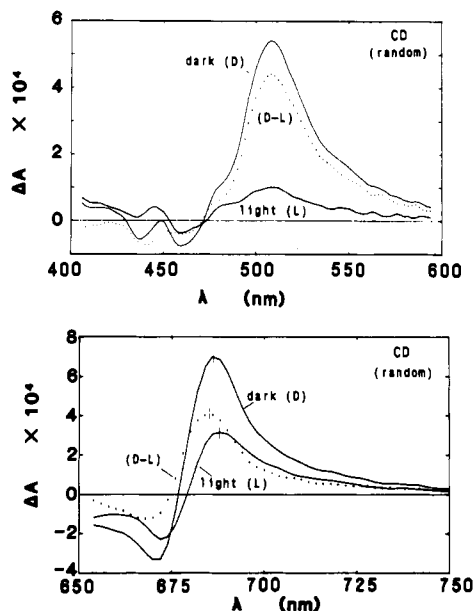 CD
(random)
dark (D)
(D-L)
light (L)
ΔA × 10⁴
6
4
2
0
400 450 500 550 600
λ (nm)
CD
(random)
dark (D)
(D-L)
light (L)
ΔA × 10⁴
8
6
4
2
0
-2
-4
650 675 700 725 750
λ (nm)